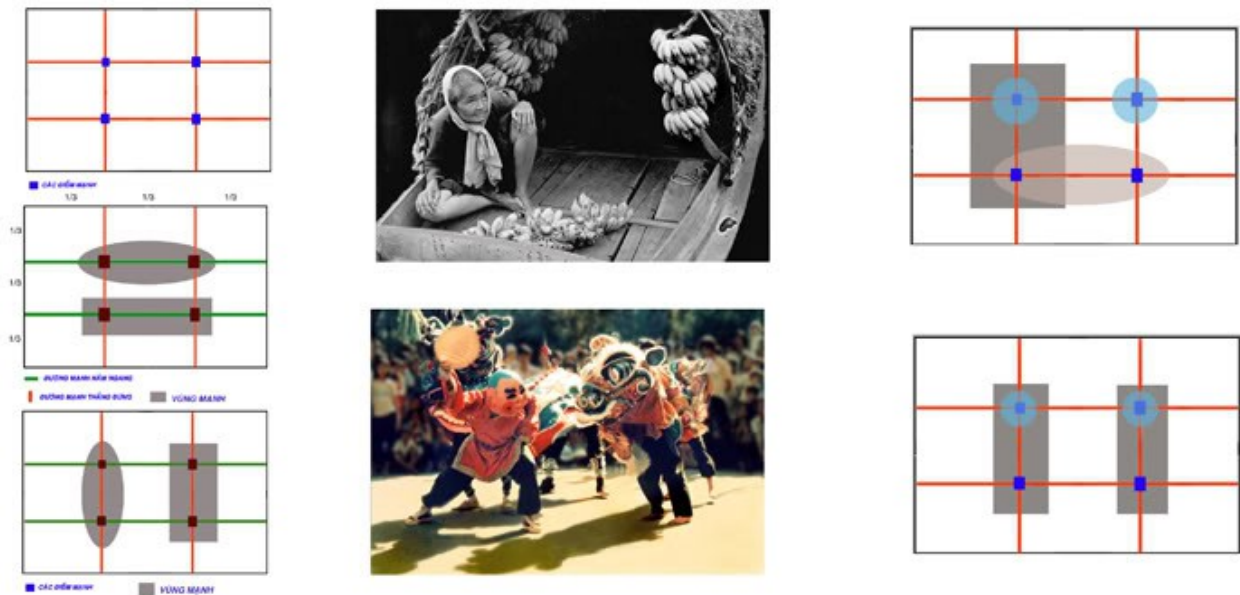 CÁC ĐIỂM MẠNH
1/3 1/3 1/3
1/3
1/3
1/3
ĐƯỜNG MẠNH NẰM NGANG
ĐƯỜNG MẠNH THẲNG ĐỨNG VÙNG MẠNH
CÁC ĐIỂM MẠNH VÙNG MẠNH